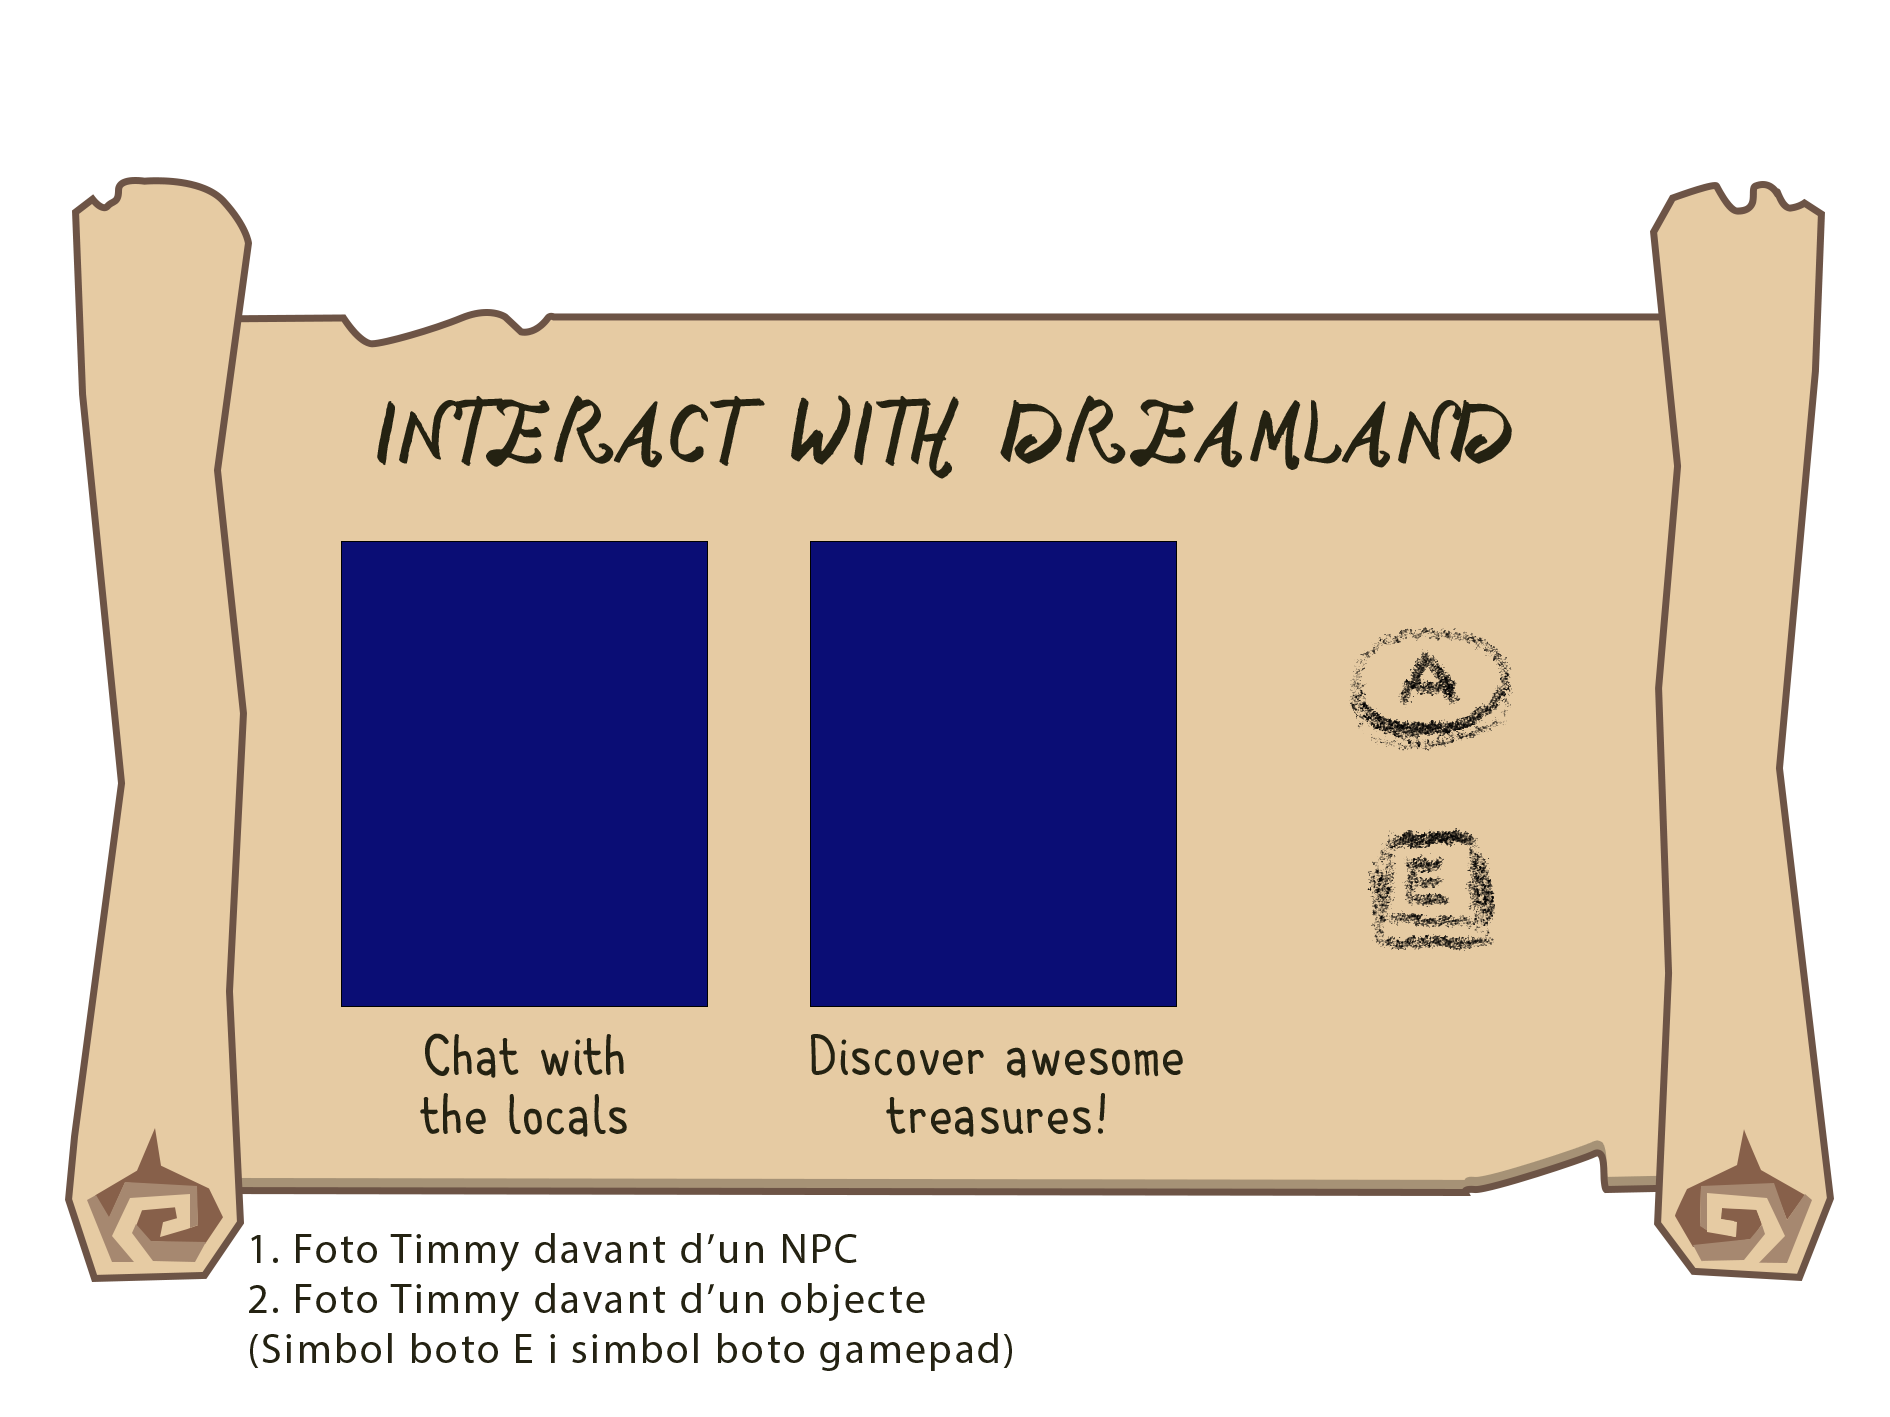 INTERACT WITH DREAMLAND
A
E
Chat with
the locals
Discover awesome
treasures!
1. Foto Timmy davant d’un NPC
2. Foto Timmy davant d’un objecte
(Simbol boto E i simbol boto gamepad)